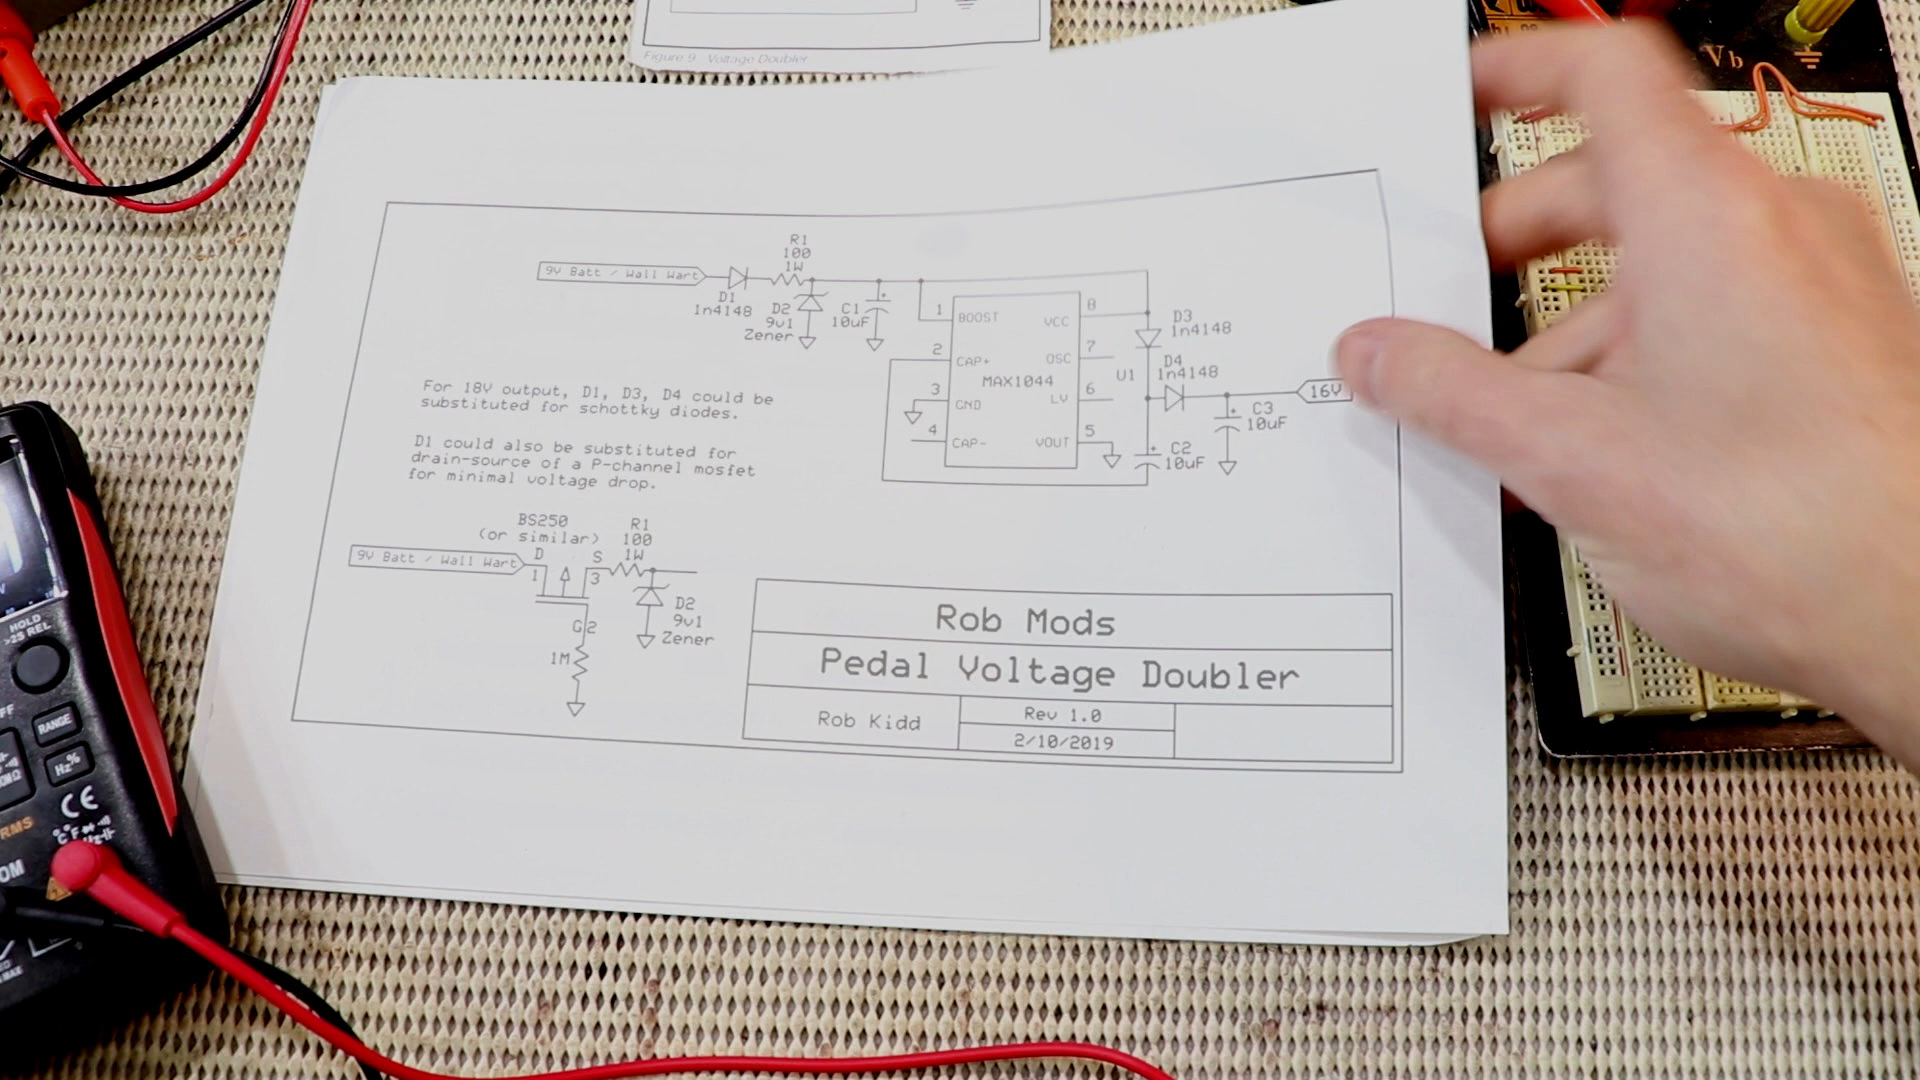 Figure 9. Voltage Doubler
Vb
R1
100
1W
9V Batt / Wall Wart
D1
1n4148
D2
9v1
Zener
C1
10uF
1
BOOST
2
CAP+
3
GND
4
CAP-
MAX1044
8
VCC
7
OSC
6
LV
5
VOUT
U1
D3
1n4148
D4
1n4148
16V
C3
10uF
C2
10uF
For 18V output, D1, D3, D4 could be
substituted for schottky diodes.
D1 could also be substituted for
drain-source of a P-channel mosfet
for minimal voltage drop.
BS250
(or similar)
R1
100
1W
9V Batt / Wall Wart
D
1
S
3
G
2
1M
D2
9v1
Zener
Rob Mods
Pedal Voltage Doubler
Rob Kidd
Rev 1.0
2/10/2019
HOLD
>2S REL
RANGE
Hz%
CE
RMS